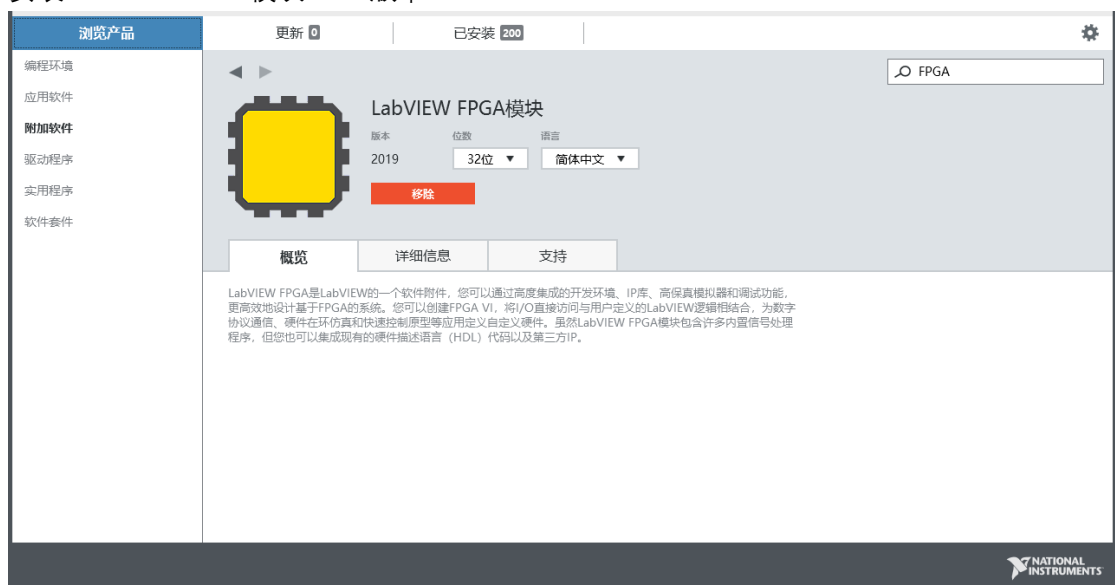 浏览产品
更新 0
已安装 200
编程环境
应用软件
附加软件
驱动程序
实用程序
软件套件
FPGA
LabVIEW FPGA模块
版本 位数 语言
2019 32位 简体中文
移除
概览 详细信息 支持
LabVIEW FPGA是LabVIEW的一个软件附件，您可以通过高度集成的开发环境、IP库、高保真模拟器和调试功能，
更高效地设计基于FPGA的系统。您可以创建FPGA VI，将I/O直接访问与用户定义的LabVIEW逻辑相结合，为数字
协议通信、硬件在环仿真和快速控制原型等应用定义自定义硬件。虽然LabVIEW FPGA模块包含许多内置信号处理
程序，但您也可以集成现有的硬件描述语言（HDL）代码以及第三方IP。
NATIONAL
INSTRUMENTS